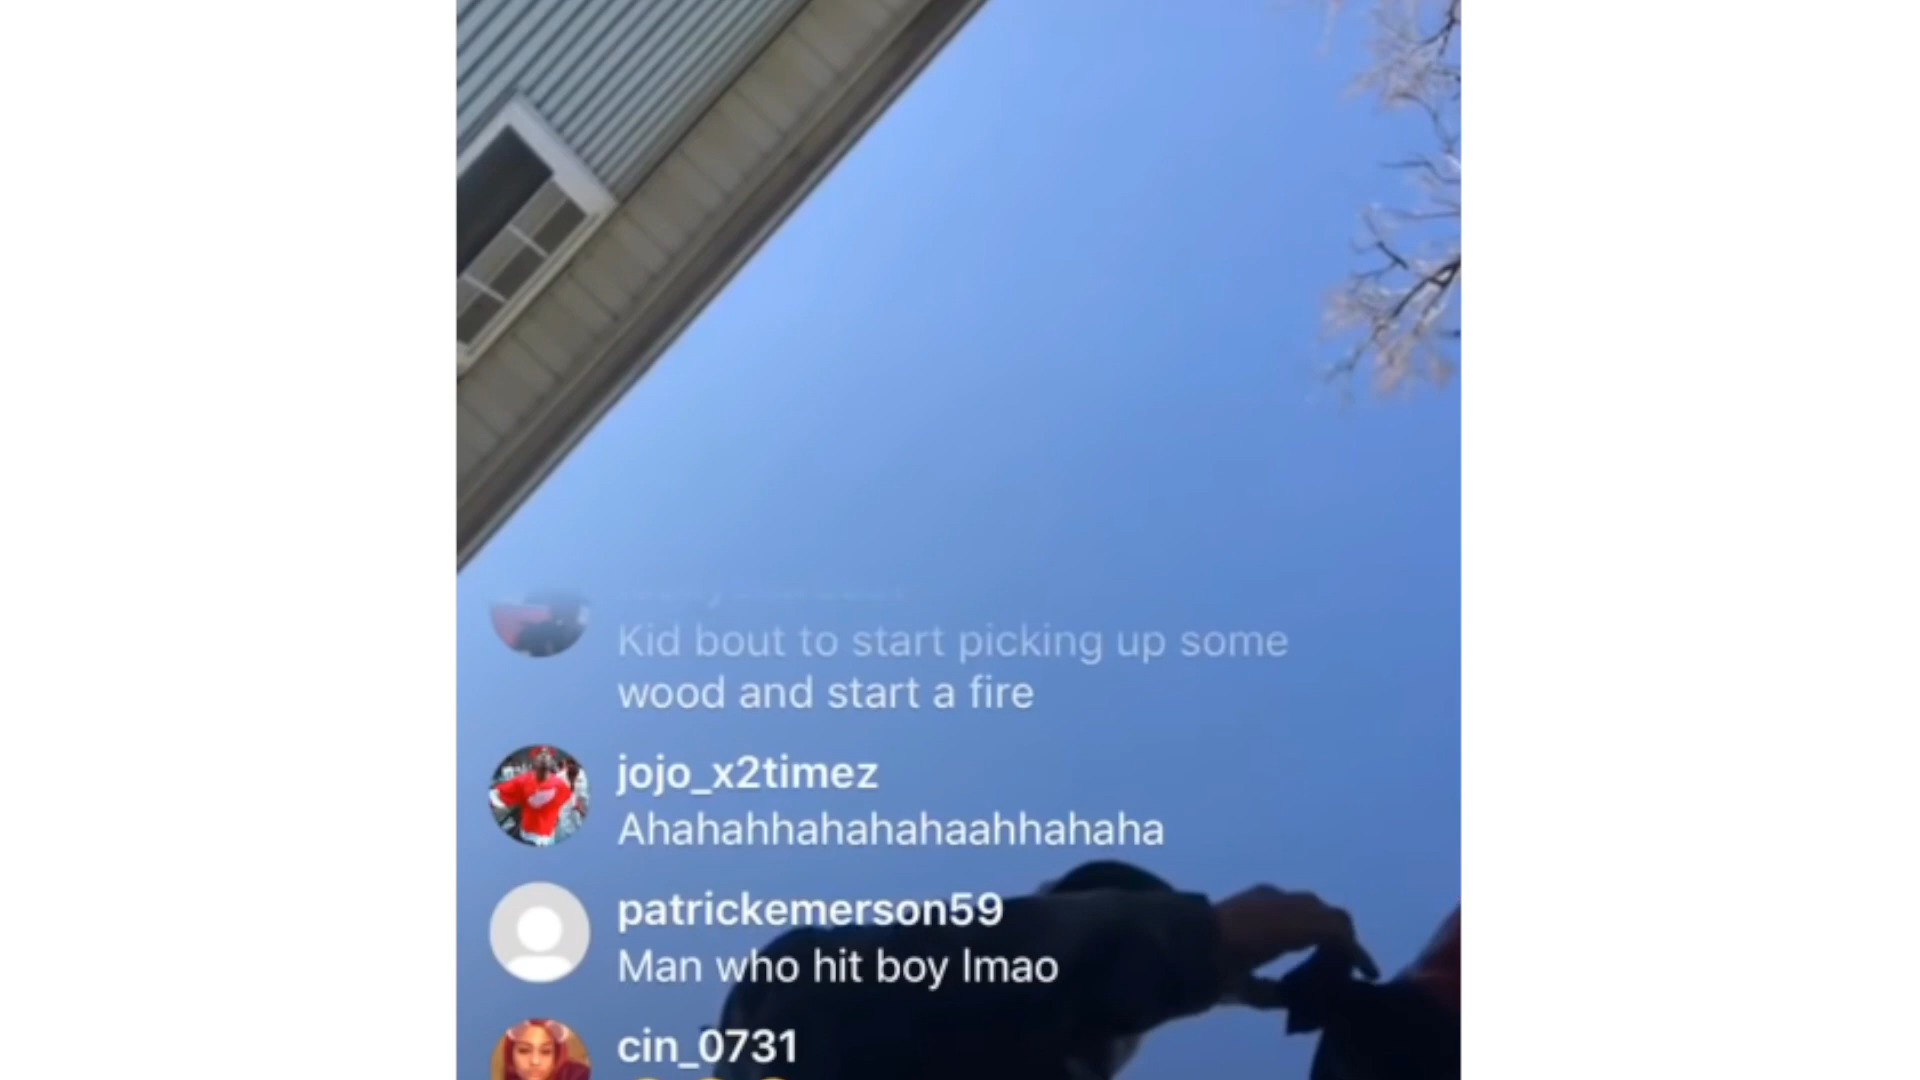 Kid bout to start picking up some
wood and start a fire
jojo_x2timez
Ahahahhahahahaahhahaha
patrickemerson59
Man who hit boy lmao
cin_0731